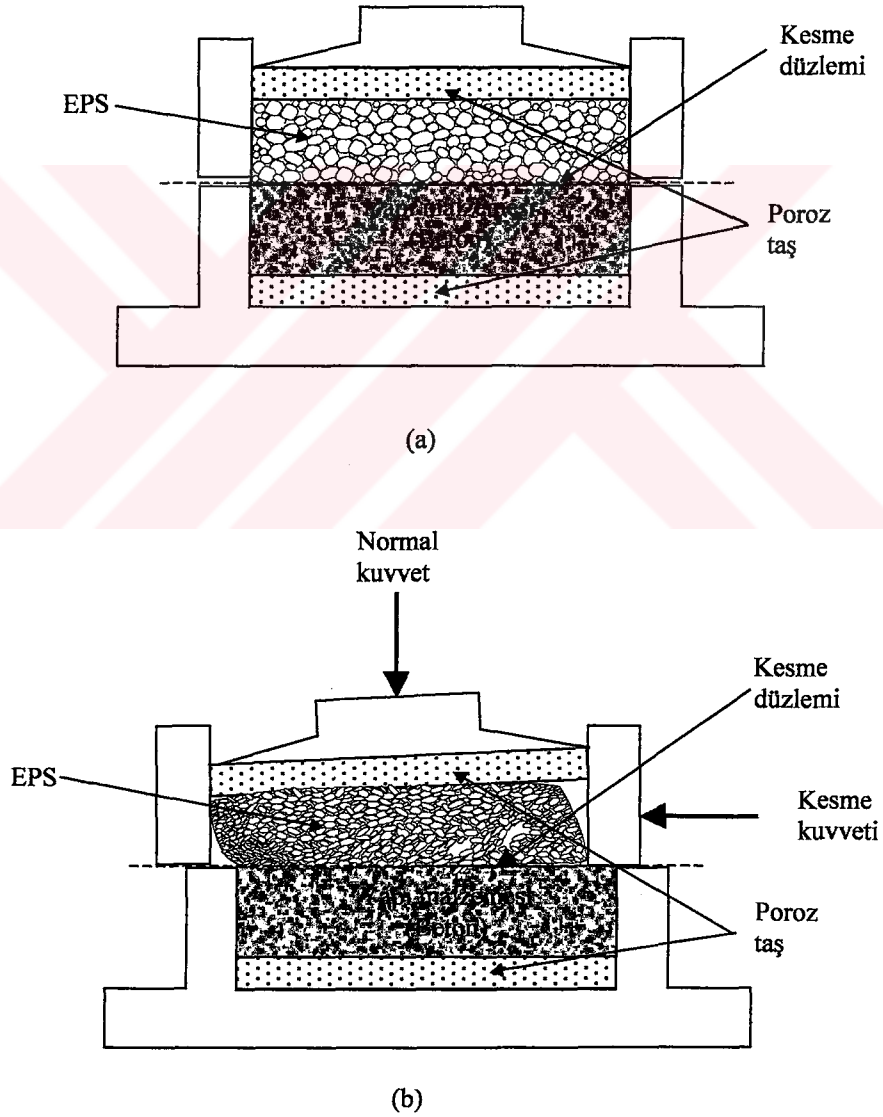 Kesme
düzlemi
EPS
Poroz
taş
(a)
Normal
kuvvet
Kesme
düzlemi
EPS
Kesme
kuvveti
Poroz
taş
(b)